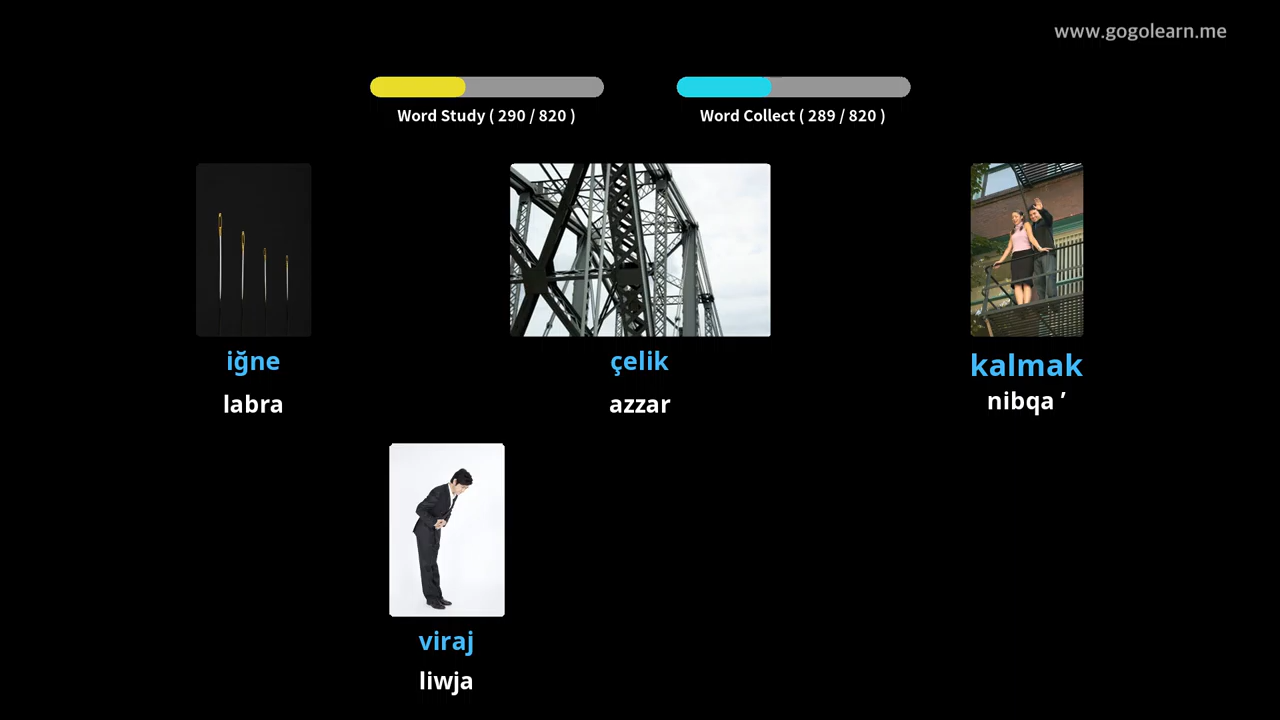 www.gogolearn.me
Word Study ( 290 / 820 )
Word Collect ( 289 / 820 )
iğne
labra
çelik
azzar
kalmak
nibqa ’
viraj
liwja